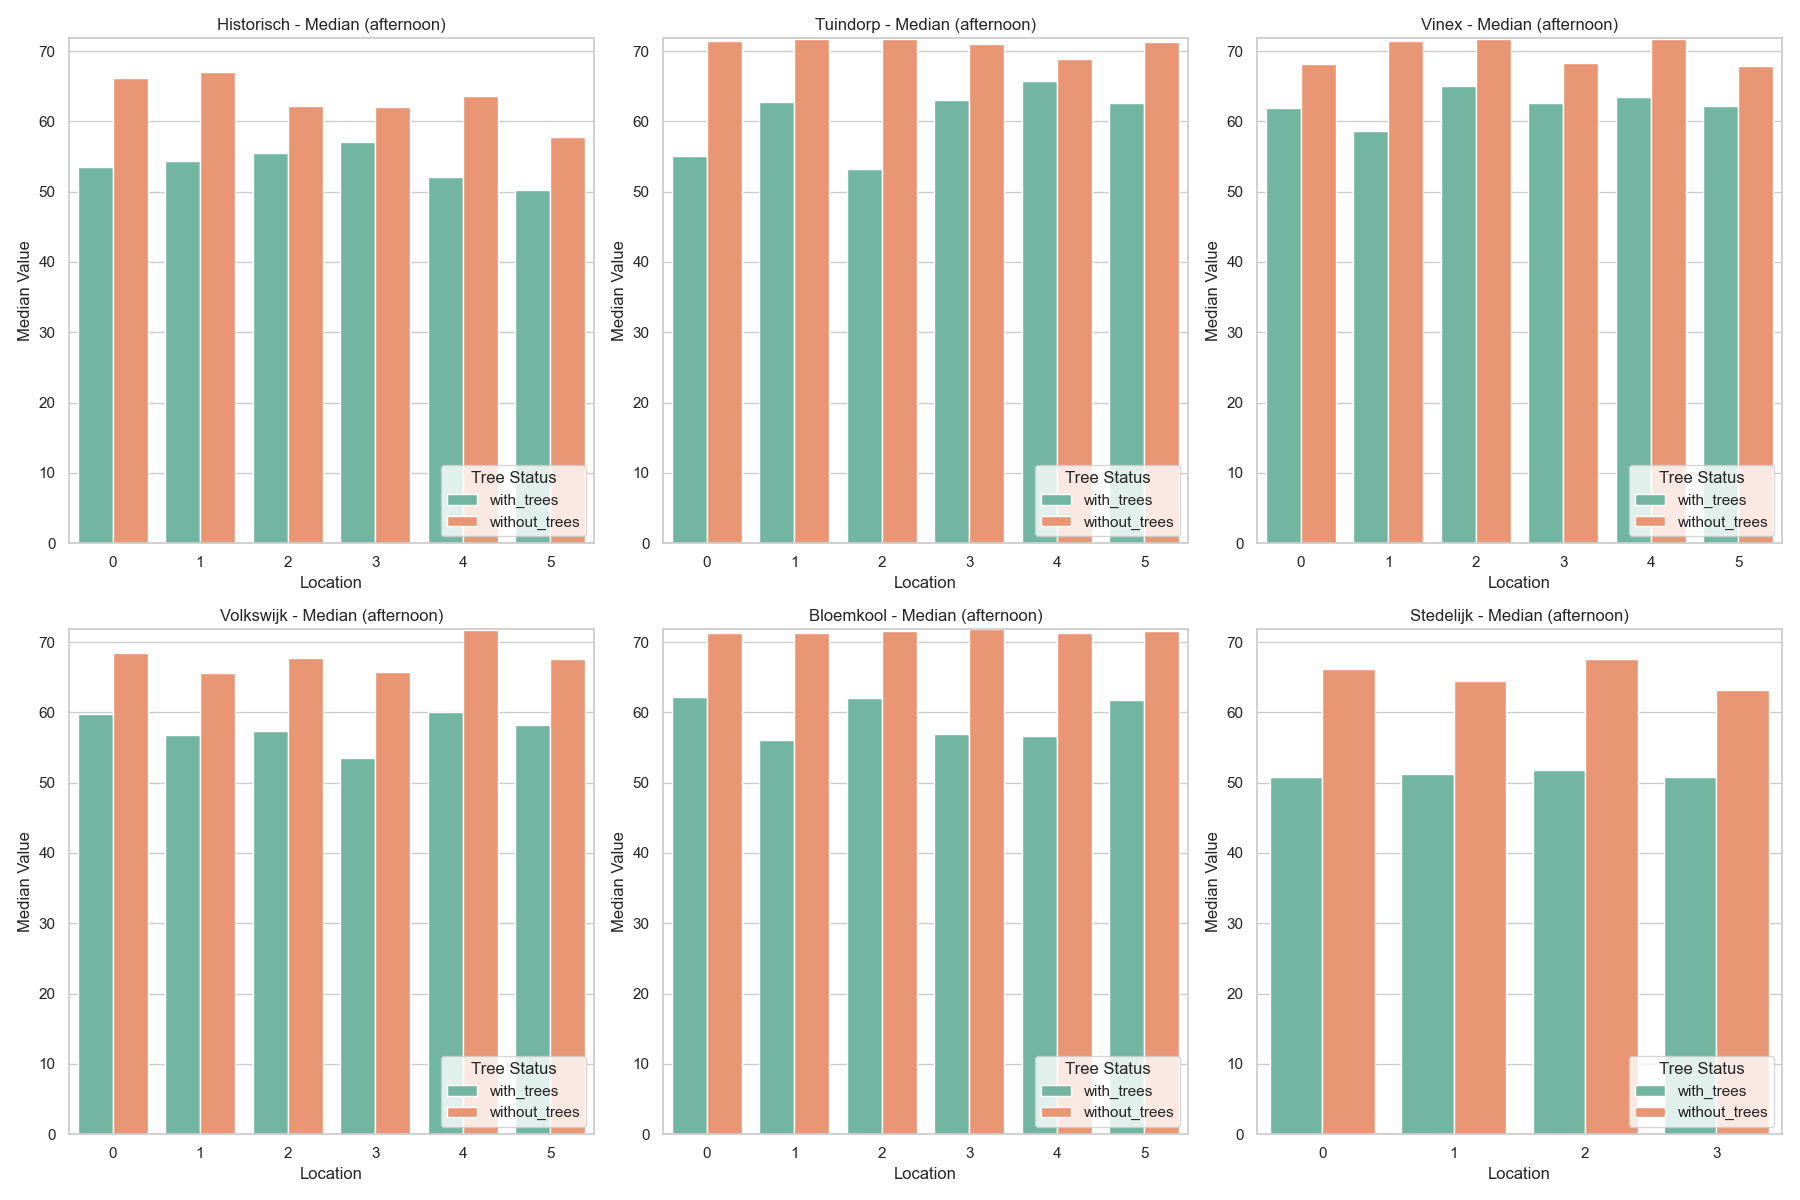 Historisch - Median (afternoon)
70
60
50
40
30
20
10
0
Median Value
0 1 2 3 4 5
Location
Tree Status
with_trees
without_trees
Tuindorp - Median (afternoon)
70
60
50
40
30
20
10
0
Median Value
0 1 2 3 4 5
Location
Tree Status
with_trees
without_trees
Vinex - Median (afternoon)
70
60
50
40
30
20
10
0
Median Value
0 1 2 3 4 5
Location
Tree Status
with_trees
without_trees
Volkswijk - Median (afternoon)
70
60
50
40
30
20
10
0
Median Value
0 1 2 3 4 5
Location
Tree Status
with_trees
without_trees
Bloemkool - Median (afternoon)
70
60
50
40
30
20
10
0
Median Value
0 1 2 3 4 5
Location
Tree Status
with_trees
without_trees
Stedelijk - Median (afternoon)
70
60
50
40
30
20
10
0
Median Value
0 1 2 3
Location
Tree Status
with_trees
without_trees